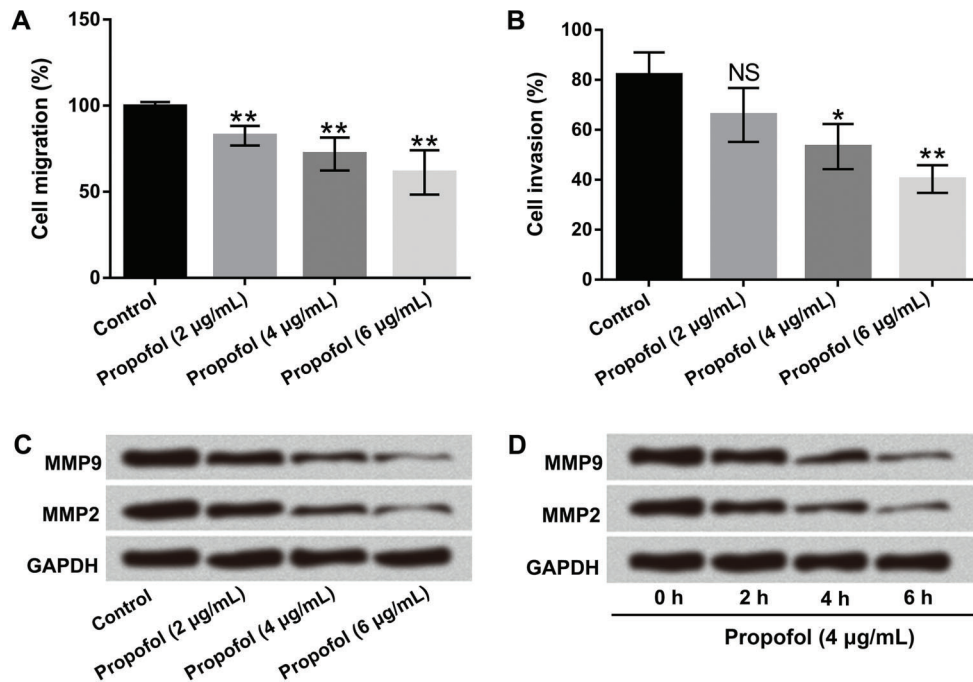 A
Cell migration (%)
150
100
50
0
**
**
**
Control
Propofol (2 µg/mL)
Propofol (4 µg/mL)
Propofol (6 µg/mL)
B
Cell invasion (%)
100
80
60
40
20
0
NS
*
**
Control
Propofol (2 µg/mL)
Propofol (4 µg/mL)
Propofol (6 µg/mL)
C
MMP9
MMP2
GAPDH
Control
Propofol (2 µg/mL)
Propofol (4 µg/mL)
Propofol (6 µg/mL)
D
MMP9
MMP2
GAPDH
0 h 2 h 4 h 6 h
Propofol (4 µg/mL)